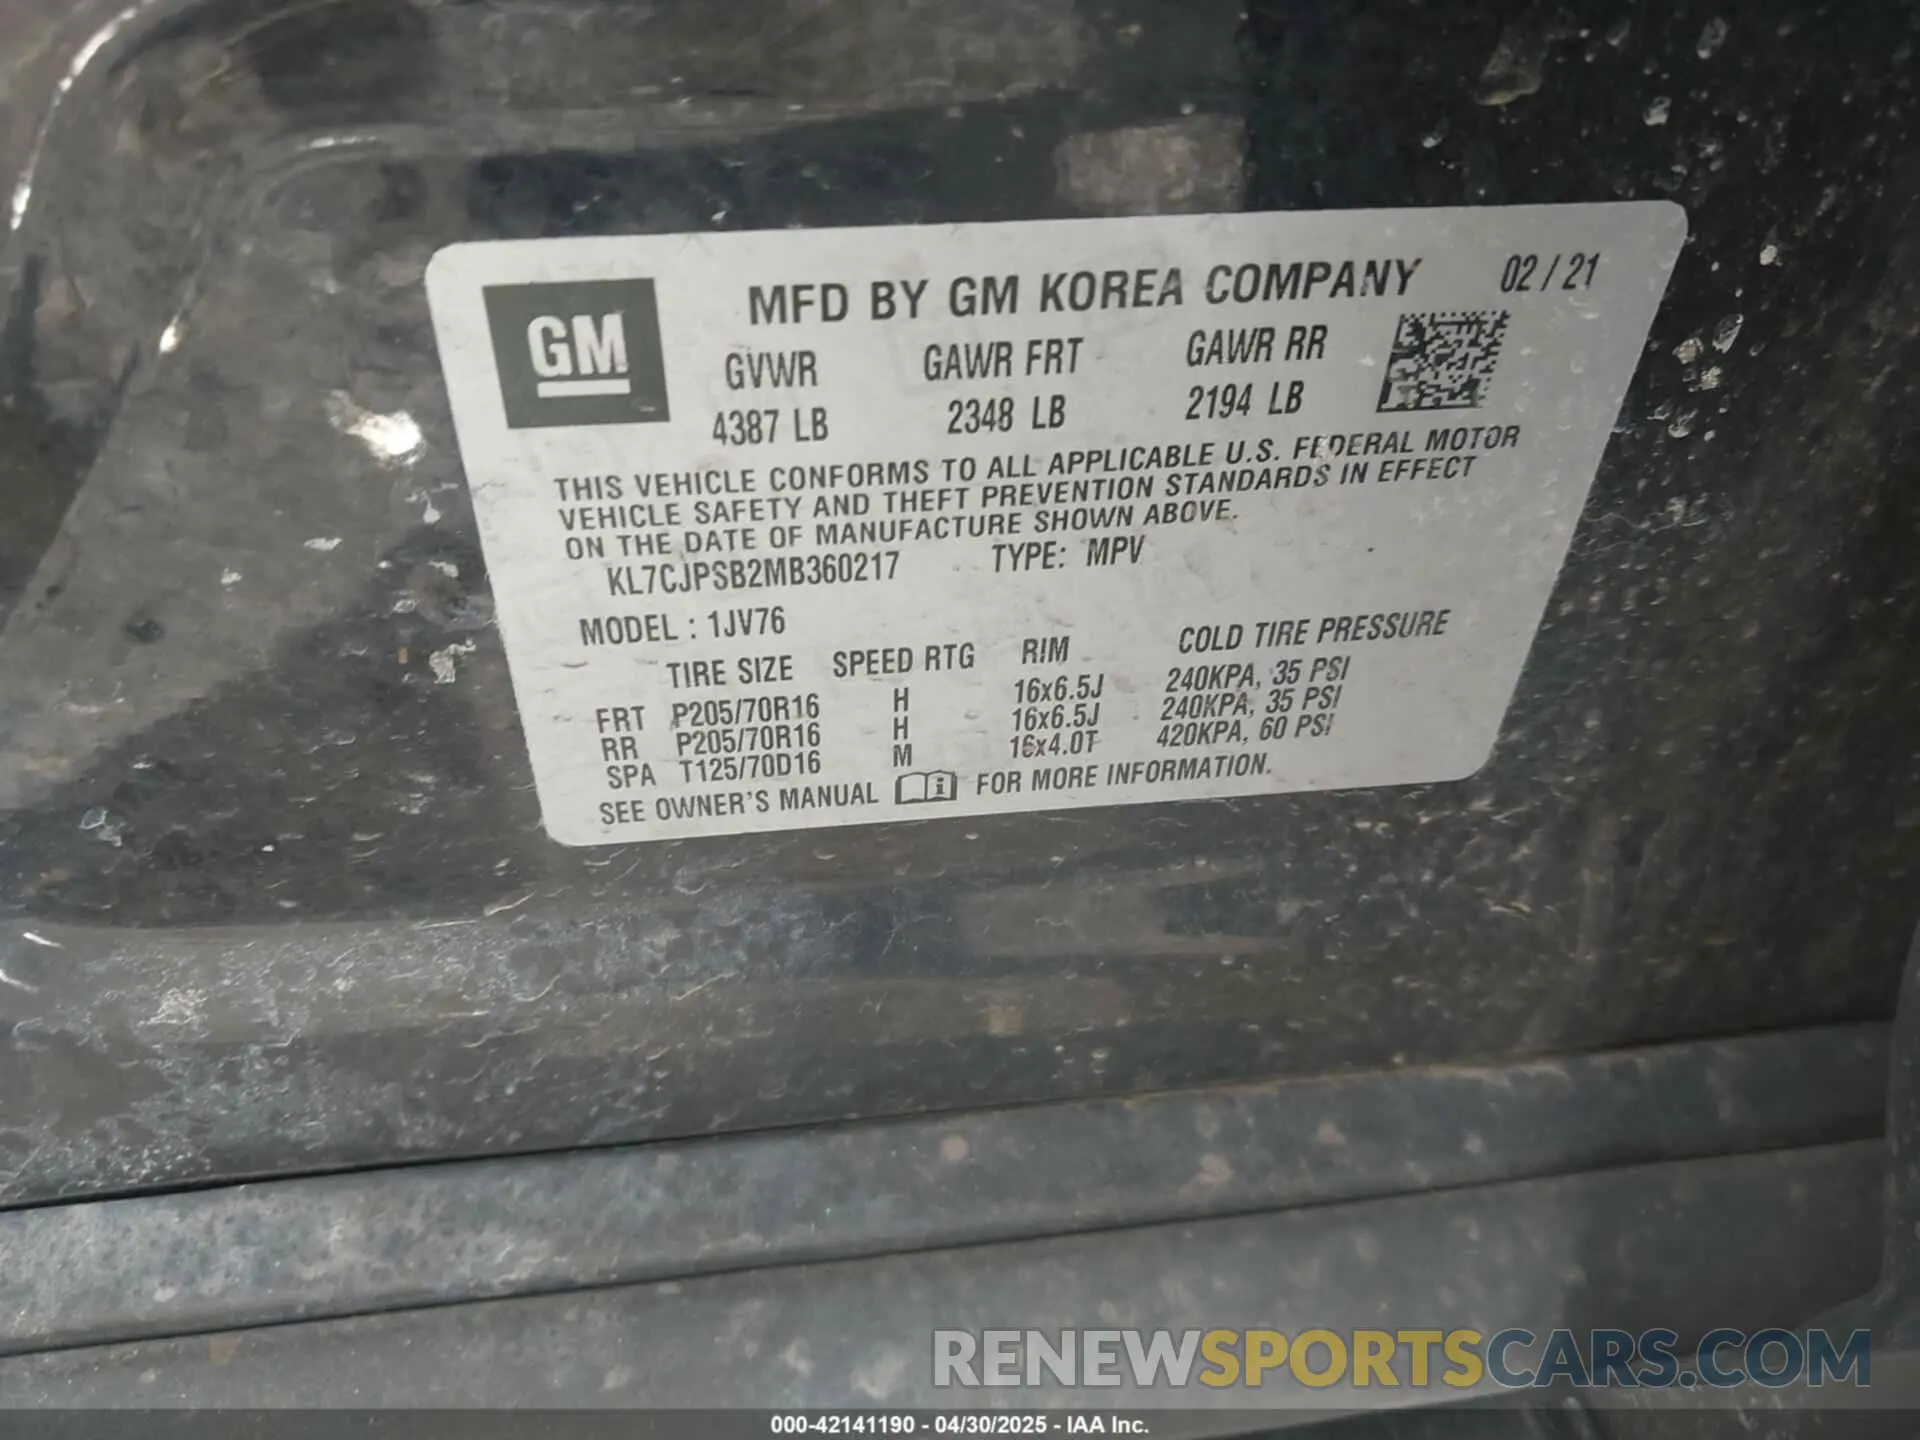 GM
MFD BY GM KOREA COMPANY 02 / 21
GVWR GAWR FRT GAWR RR
4387 LB 2348 LB 2194 LB
THIS VEHICLE CONFORMS TO ALL APPLICABLE U.S. FEDERAL MOTOR
VEHICLE SAFETY AND THEFT PREVENTION STANDARDS IN EFFECT
ON THE DATE OF MANUFACTURE SHOWN ABOVE.
KL7CJPSB2MB360217 TYPE: MPV
MODEL : 1JV76
TIRE SIZE SPEED RTG RIM COLD TIRE PRESSURE
FRT P205/70R16 H 16x6.5J 240KPA, 35 PSI
RR P205/70R16 H 16x6.5J 240KPA, 35 PSI
SPA T125/70D16 M 16x4.0T 420KPA, 60 PSI
SEE OWNER'S MANUAL FOR MORE INFORMATION.
RENEWSPORTSCARS.COM
000-42141190 - 04/30/2025 - IAA Inc.